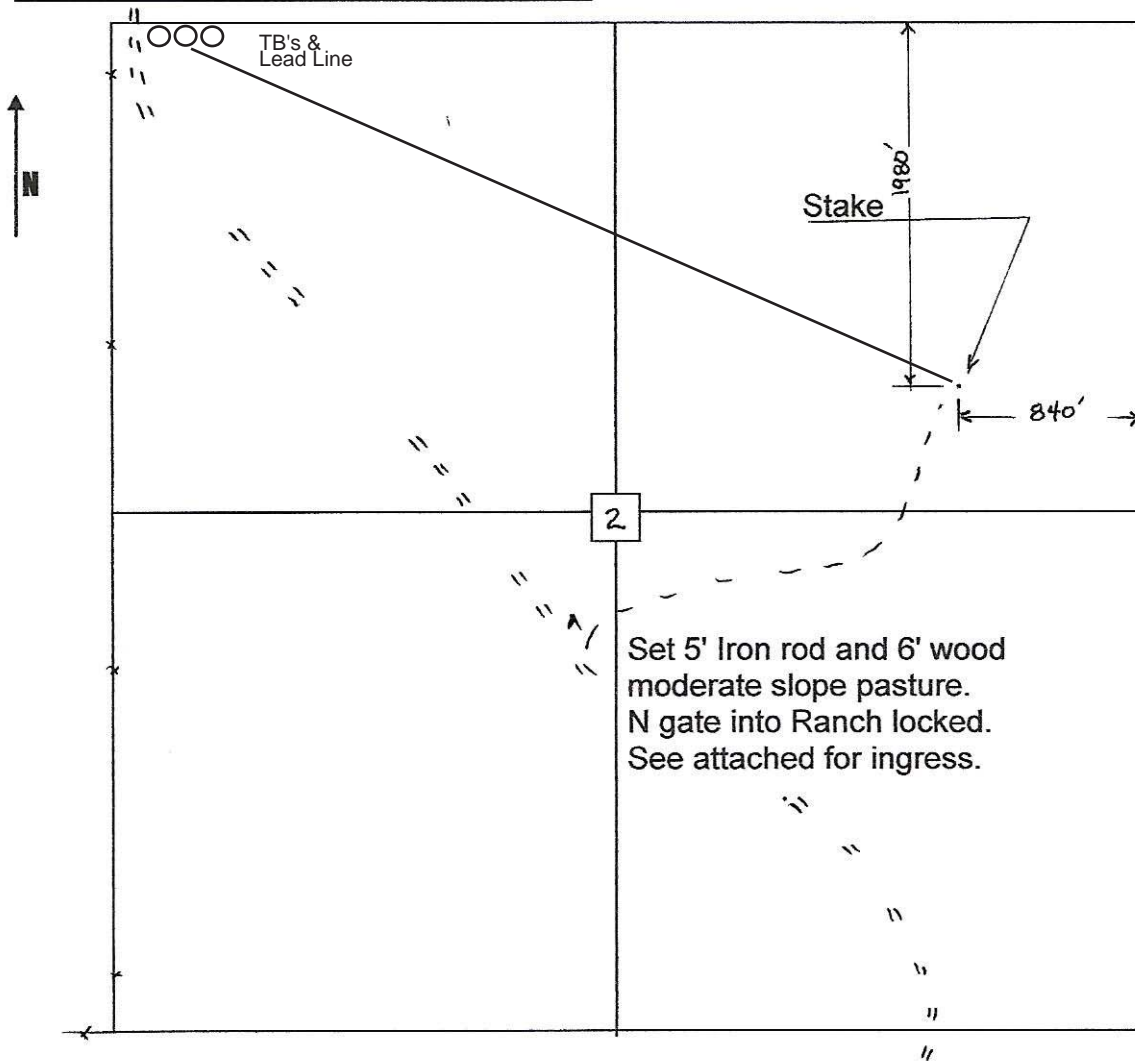 TB's &
Lead Line
N
1980'
Stake
840'
2
Set 5' Iron rod and 6' wood
moderate slope pasture.
N gate into Ranch locked.
See attached for ingress.